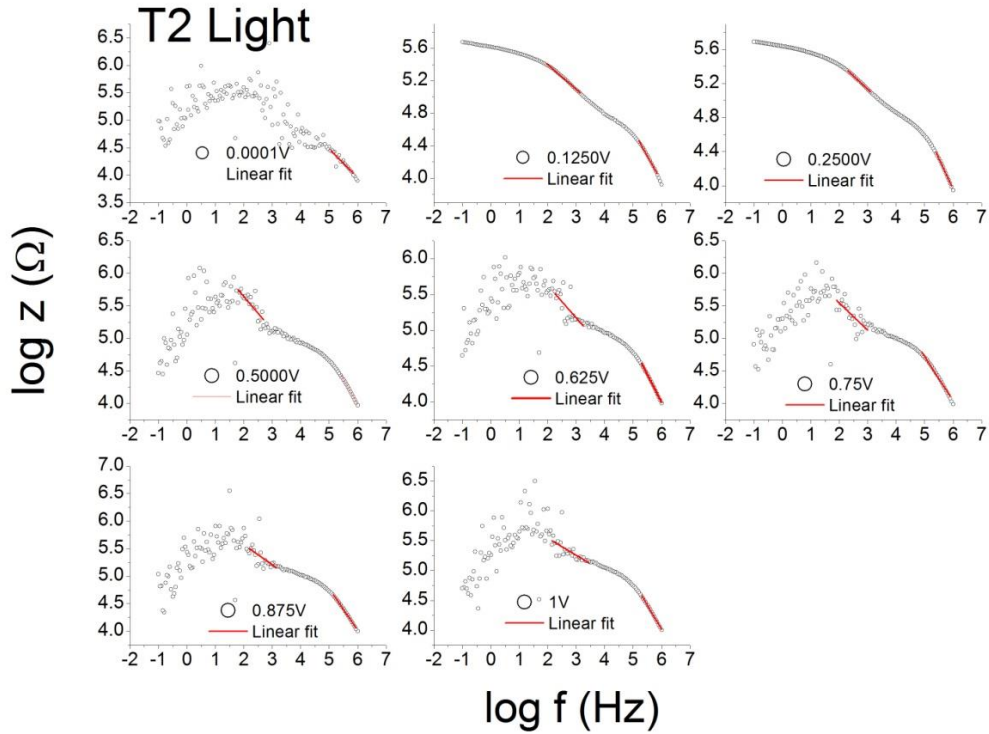 T2 Light
log z (Ω)
6.5
6.0
5.5
5.0
4.5
4.0
3.5
0.0001V
Linear fit
-2 -1 0 1 2 3 4 5 6 7
5.6
5.2
4.8
4.4
4.0
0.1250V
Linear fit
-2 -1 0 1 2 3 4 5 6 7
5.6
5.2
4.8
4.4
4.0
0.2500V
Linear fit
-2 -1 0 1 2 3 4 5 6 7
6.5
6.0
5.5
5.0
4.5
4.0
0.5000V
Linear fit
-2 -1 0 1 2 3 4 5 6 7
6.0
5.5
5.0
4.5
4.0
0.625V
Linear fit
-2 -1 0 1 2 3 4 5 6 7
6.5
6.0
5.5
5.0
4.5
4.0
0.75V
Linear fit
-2 -1 0 1 2 3 4 5 6 7
7.0
6.5
6.0
5.5
5.0
4.5
4.0
0.875V
Linear fit
-2 -1 0 1 2 3 4 5 6 7
6.5
6.0
5.5
5.0
4.5
4.0
1V
Linear fit
-2 -1 0 1 2 3 4 5 6 7
log f (Hz)